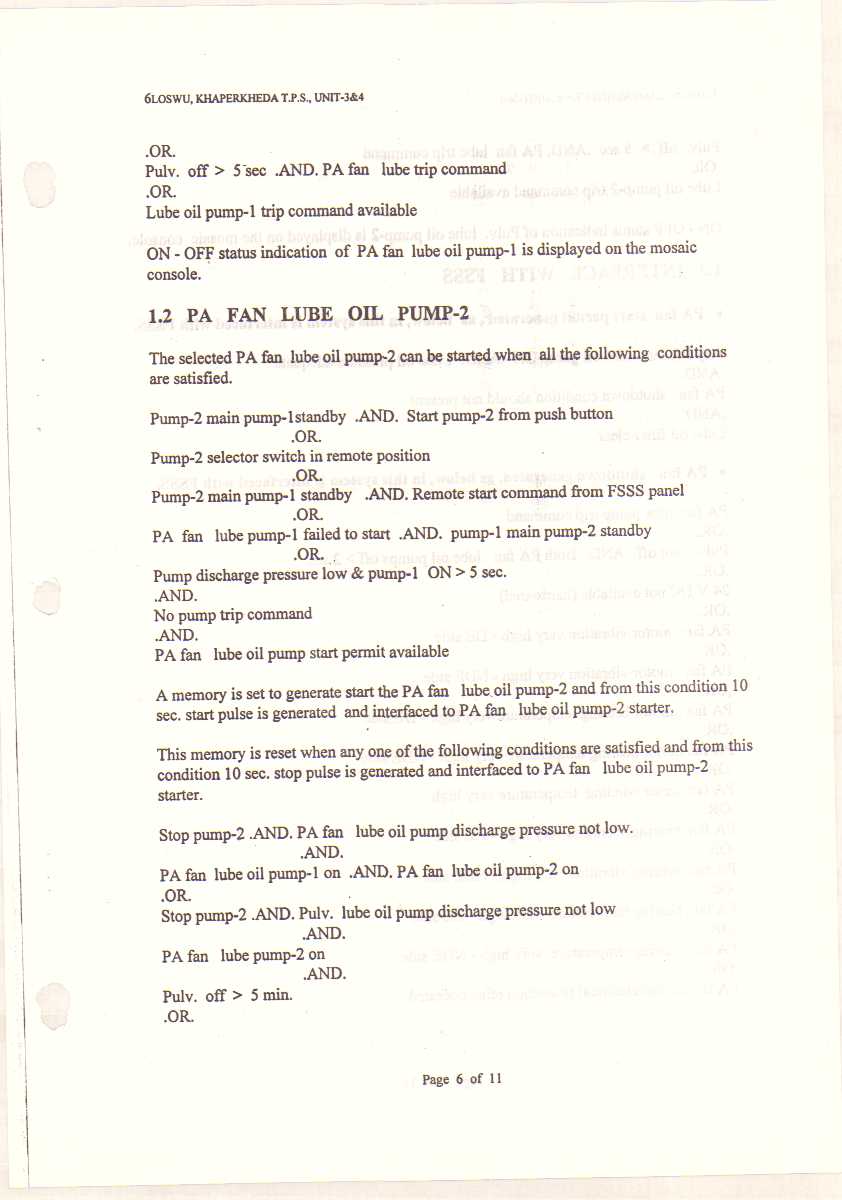 6LOSWU, KHAPERKHEDA T.P.S., UNIT-3&4
.OR.
Pulv. off > 5 sec .AND. PA fan lube trip command
.OR.
Lube oil pump-1 trip command available
ON - OFF status indication of PA fan lube oil pump-1 is displayed on the mosaic
console.
1.2 PA FAN LUBE OIL PUMP-2
The selected PA fan lube oil pump-2 can be started when all the following conditions
are satisfied.
Pump-2 main pump-1standby .AND. Start pump-2 from push button
.OR.
Pump-2 selector switch in remote position
.OR.
Pump-2 main pump-1 standby .AND. Remote start command from FSSS panel
.OR.
PA fan lube pump-1 failed to start .AND. pump-1 main pump-2 standby
.OR.
Pump discharge pressure low & pump-1 ON > 5 sec.
.AND.
No pump trip command
.AND.
PA fan lube oil pump start permit available
A memory is set to generate start the PA fan lube oil pump-2 and from this condition 10
sec. start pulse is generated and interfaced to PA fan lube oil pump-2 starter.
This memory is reset when any one of the following conditions are satisfied and from this
condition 10 sec. stop pulse is generated and interfaced to PA fan lube oil pump-2
starter.
Stop pump-2 .AND. PA fan lube oil pump discharge pressure not low.
.AND.
PA fan lube oil pump-1 on .AND. PA fan lube oil pump-2 on
.OR.
Stop pump-2 .AND. Pulv. lube oil pump discharge pressure not low
.AND.
PA fan lube pump-2 on
.AND.
Pulv. off > 5 min.
.OR.
Page 6 of 11